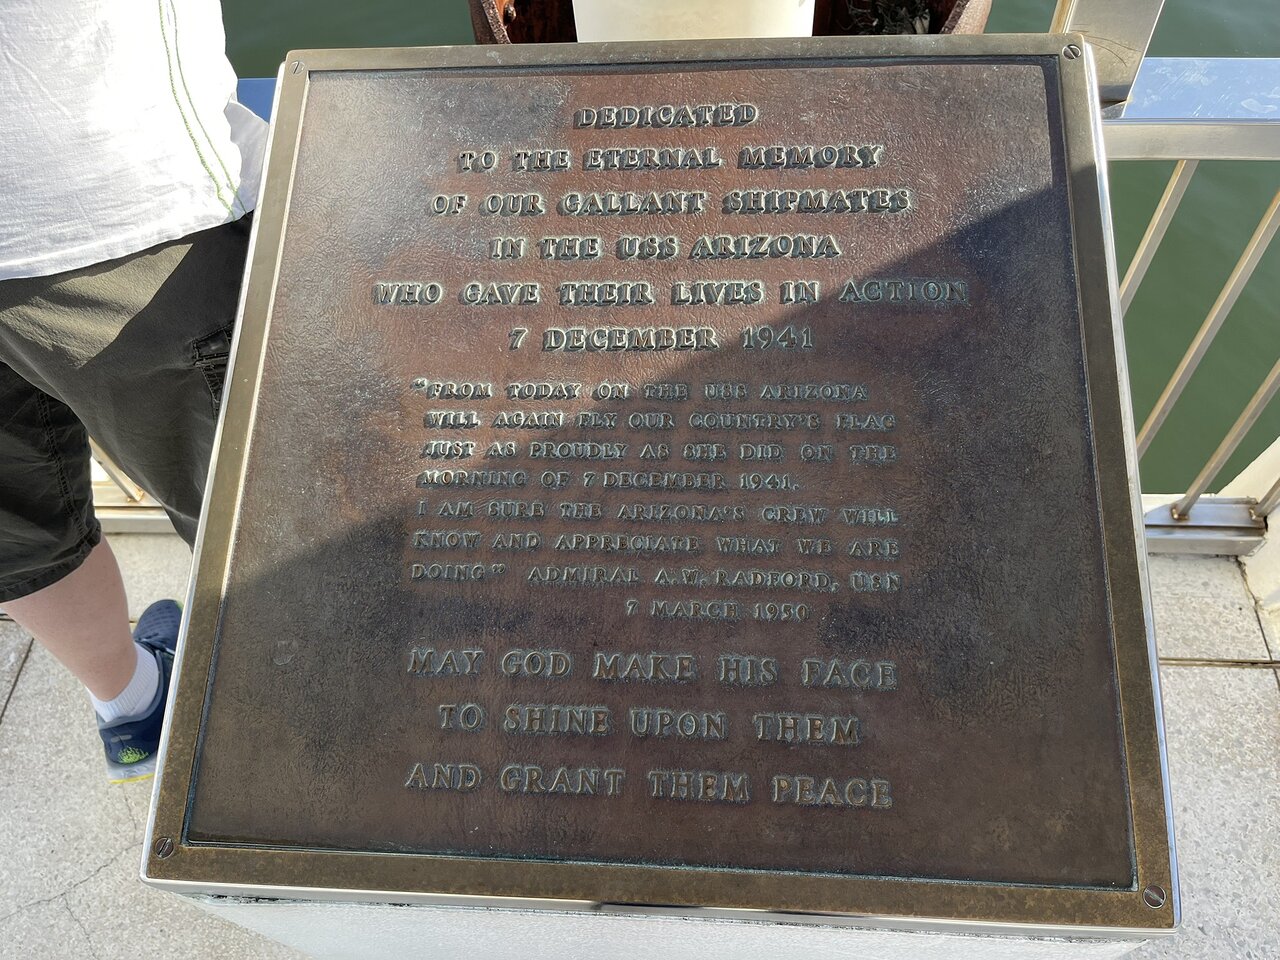 DEDICATED
TO THE ETERNAL MEMORY
OF OUR GALLANT SHIPMATES
IN THE USS ARIZONA
WHO GAVE THEIR LIVES IN ACTION
7 DECEMBER 1941
"FROM TODAY ON THE USS ARIZONA
WILL AGAIN FLY OUR COUNTRY'S FLAG
JUST AS PROUDLY AS SHE DID ON THE
MORNING OF 7 DECEMBER 1941.
I AM SURE THE ARIZONA'S CREW WILL
KNOW AND APPRECIATE WHAT WE ARE
DOING" ADMIRAL A.W. RADFORD, USN
7 MARCH 1950
MAY GOD MAKE HIS FACE
TO SHINE UPON THEM
AND GRANT THEM PEACE